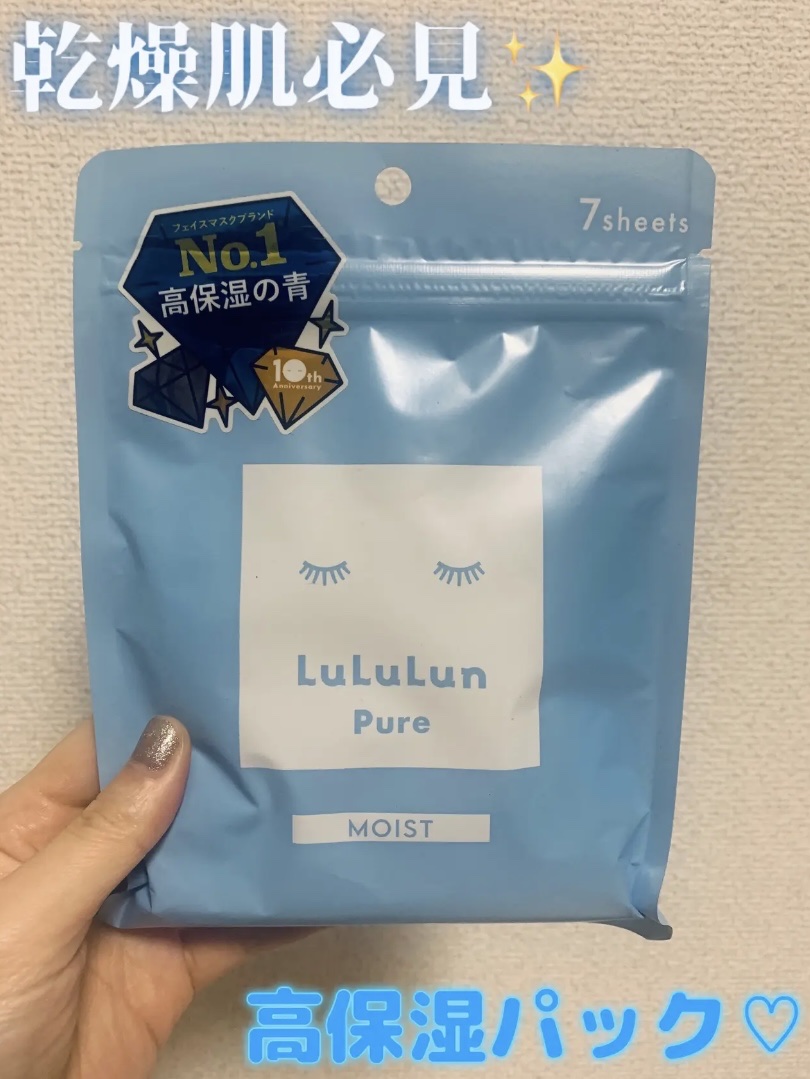 乾燥肌必見✨
7sheets
フェイスマスクブランド
No.1
高保湿の青
10th
Anniversary
LuLuLun
Pure
MOIST
高保湿パック♡